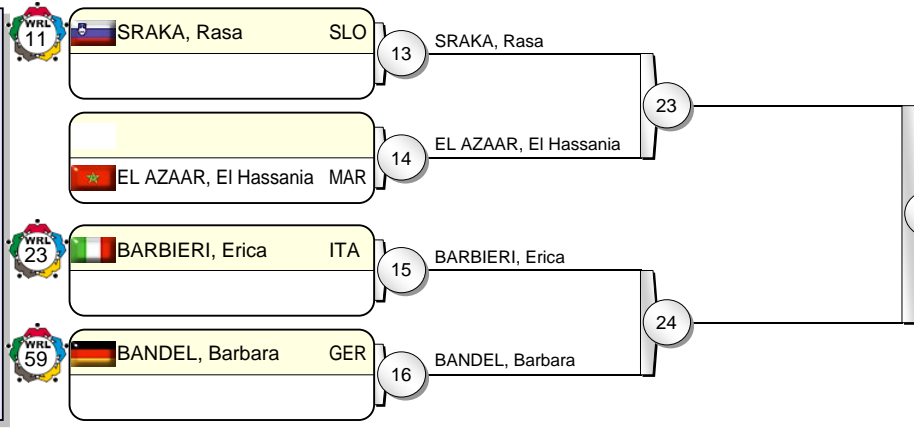 WRL
11
SRAKA, Rasa SLO
13
SRAKA, Rasa
23
14
EL AZAAR, El Hassania
EL AZAAR, El Hassania MAR
WRL
23
BARBIERI, Erica ITA
15
BARBIERI, Erica
24
WRL
59
BANDEL, Barbara GER
16
BANDEL, Barbara